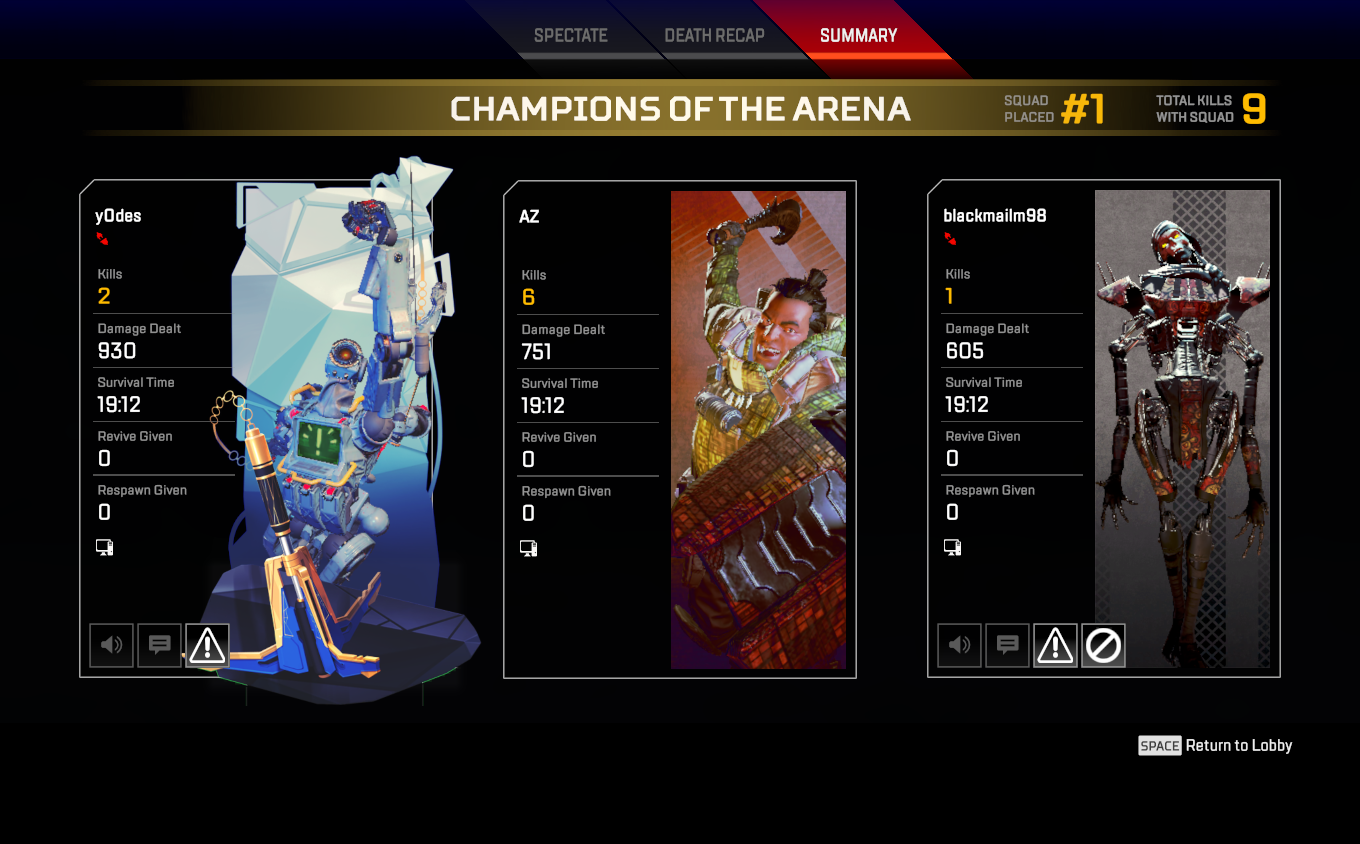 SPECTATE
DEATH RECAP
SUMMARY
CHAMPIONS OF THE ARENA
SQUAD PLACED #1
TOTAL KILLS WITH SQUAD 9
y0des
Kills
2
Damage Dealt
930
Survival Time
19:12
Revive Given
0
Respawn Given
0
AZ
Kills
6
Damage Dealt
751
Survival Time
19:12
Revive Given
0
Respawn Given
0
blackmailm98
Kills
1
Damage Dealt
605
Survival Time
19:12
Revive Given
0
Respawn Given
0
SPACE Return to Lobby